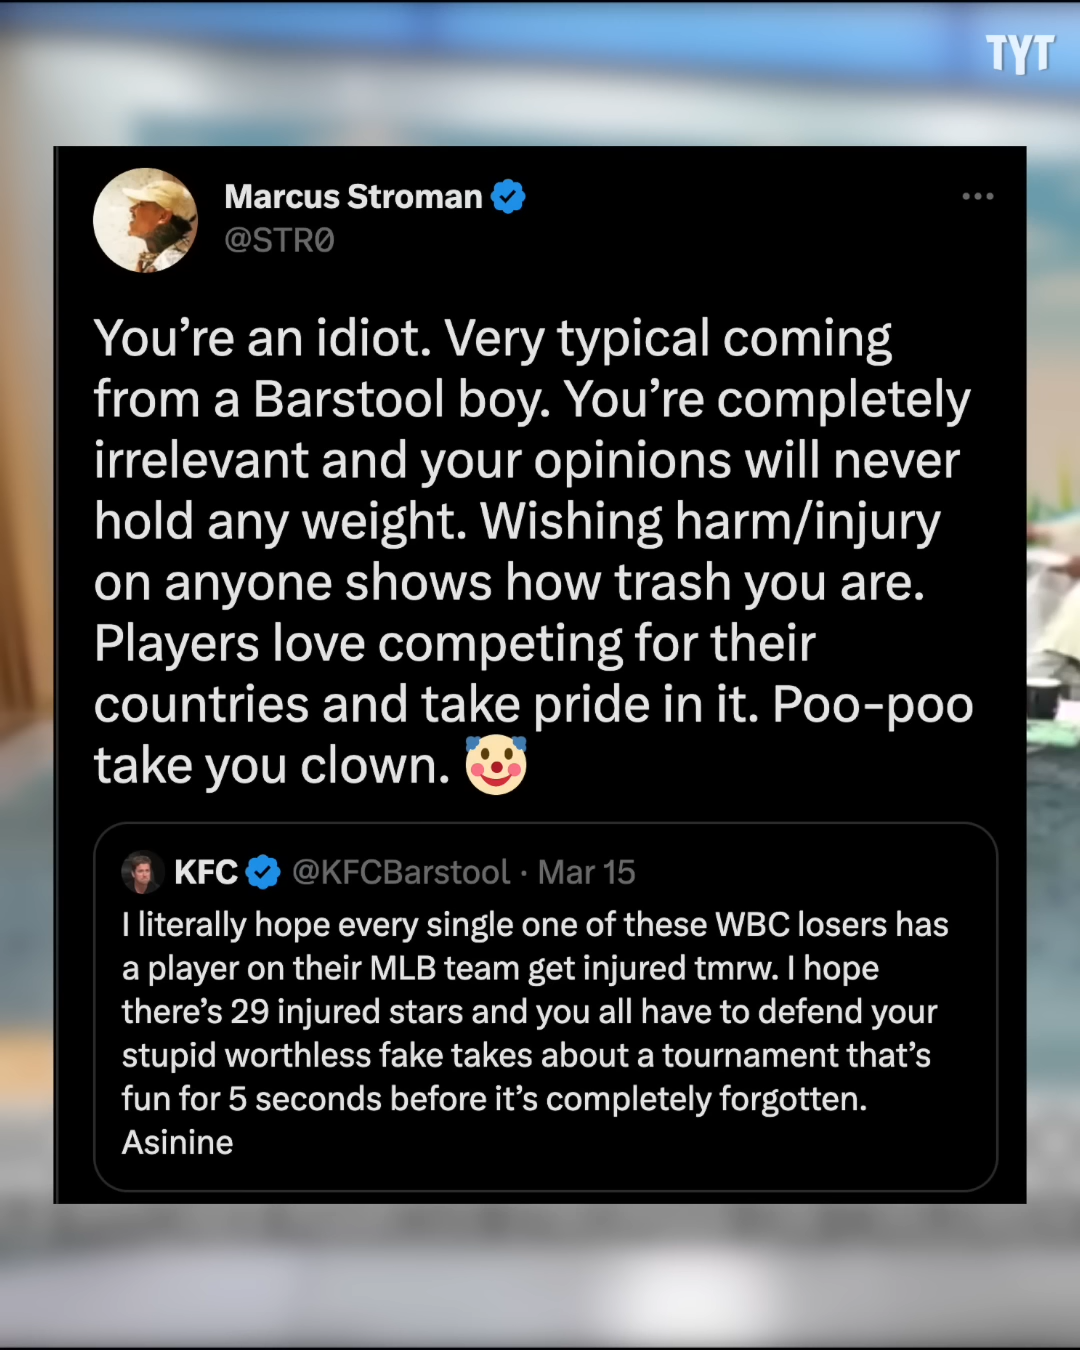 TYT
Marcus Stroman
@STR0
You’re an idiot. Very typical coming
from a Barstool boy. You’re completely
irrelevant and your opinions will never
hold any weight. Wishing harm/injury
on anyone shows how trash you are.
Players love competing for their
countries and take pride in it. Poo-poo
take you clown. 🤡
KFC @KFCBarstool · Mar 15
I literally hope every single one of these WBC losers has
a player on their MLB team get injured tmrw. I hope
there’s 29 injured stars and you all have to defend your
stupid worthless fake takes about a tournament that’s
fun for 5 seconds before it’s completely forgotten.
Asinine